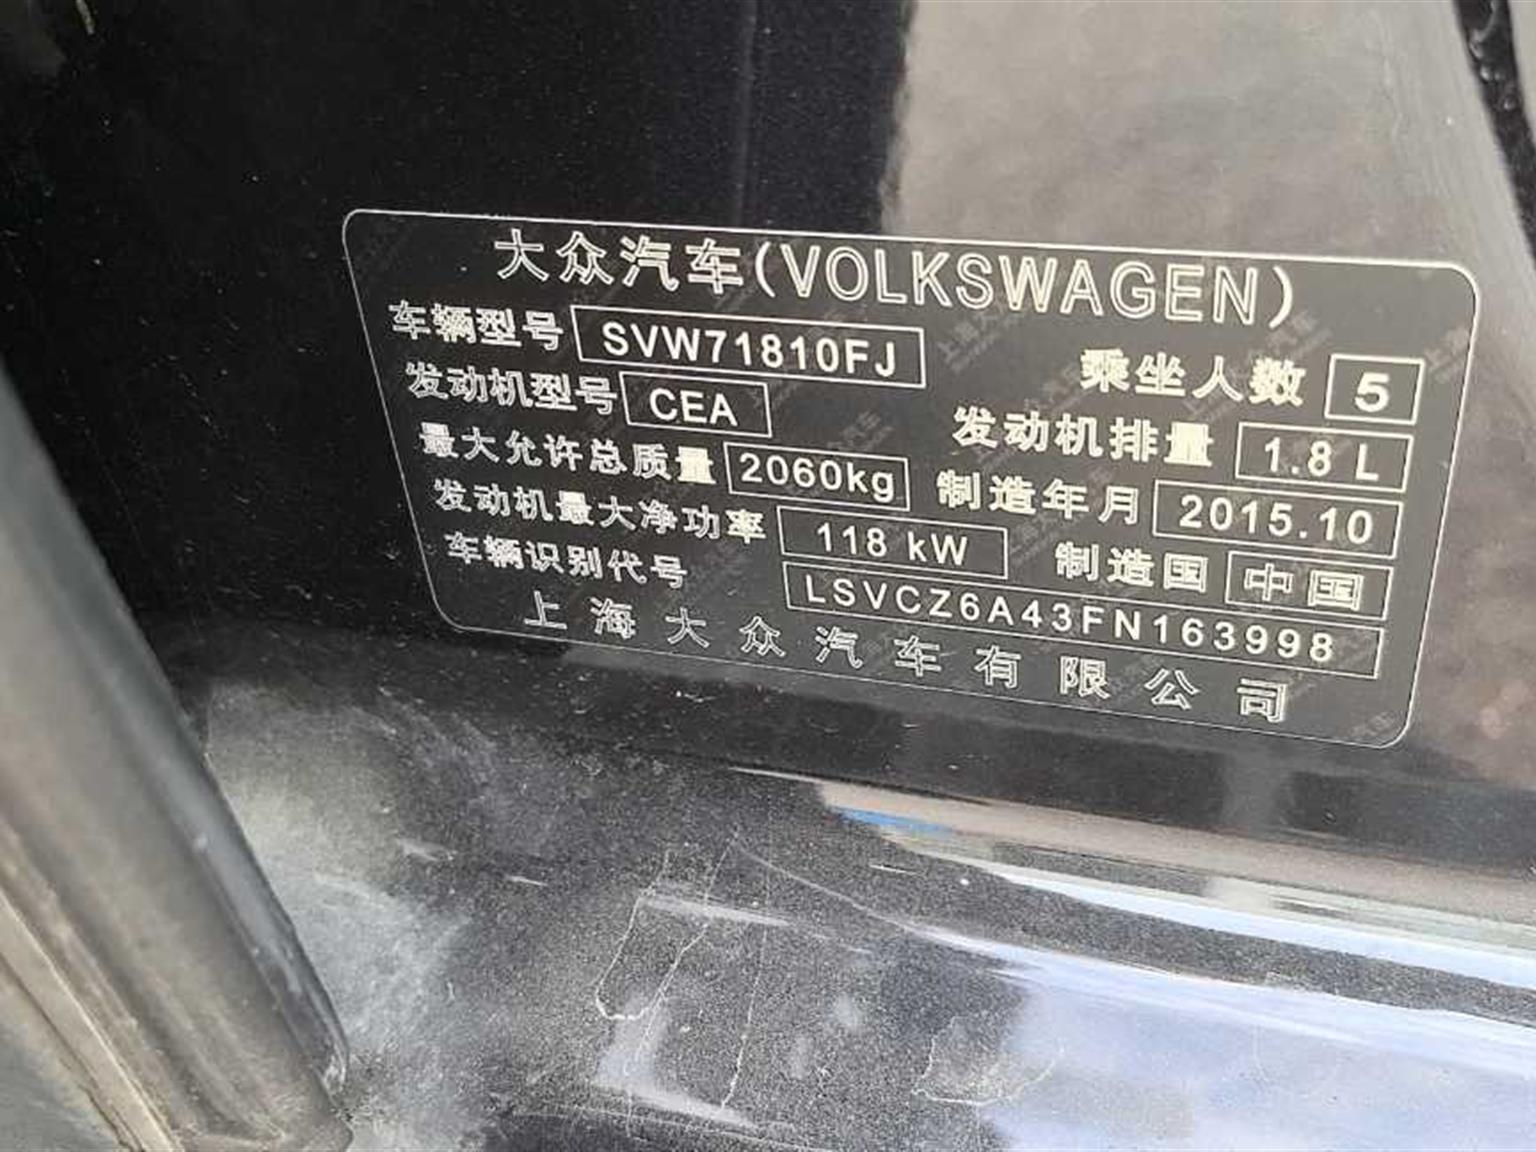 大众汽车(VOLKSWAGEN)
车辆型号 SVW71810FJ 乘坐人数 5
发动机型号 CEA 发动机排量 1.8 L
最大允许总质量 2060kg 制造年月 2015.10
发动机最大净功率 118 kW 制造国 中国
车辆识别代号 LSVCZ6A43FN163998
上海大众汽车有限公司